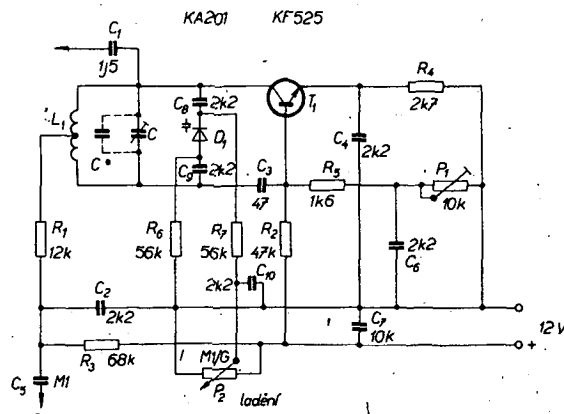 KA201 KF525
C1
1j5
L1
C
C
C8
2k2
D1
C9
2k2
C3
47
T1
C4
2k2
R4
2k7
R5
1k6
P1
10k
R1
12k
R6
56k
R7
56k
R2
47k
2k2
C6
2k2
C10
C2
2k2
C7
10k
12 V
+
R3
68k
M1/G
P2
ladění
C5
M1